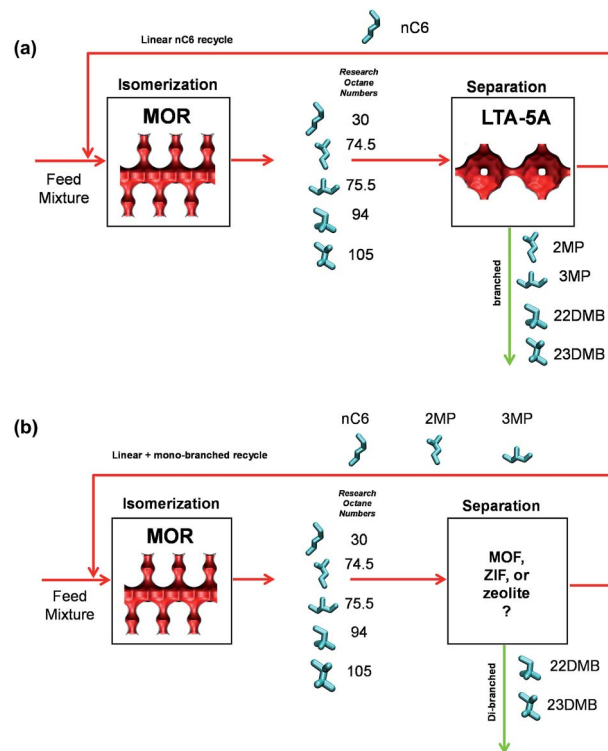 (a)
Linear nC6 recycle
nC6
Isomerization
MOR
Research
Octane
Numbers
30
74.5
75.5
94
105
Separation
LTA-5A
Feed
Mixture
branched
2MP
3MP
22DMB
23DMB
(b)
nC6
2MP
3MP
Linear + mono-branched recycle
Isomerization
MOR
Research
Octane
Numbers
30
74.5
75.5
94
105
Separation
MOF,
ZIF, or
zeolite
?
Feed
Mixture
Di-branched
22DMB
23DMB